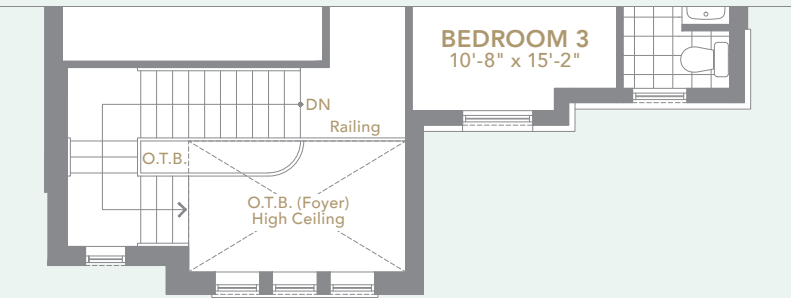 BEDROOM 3
10'-8" x 15'-2"
DN
Railing
O.T.B.
O.T.B. (Foyer)
High Ceiling